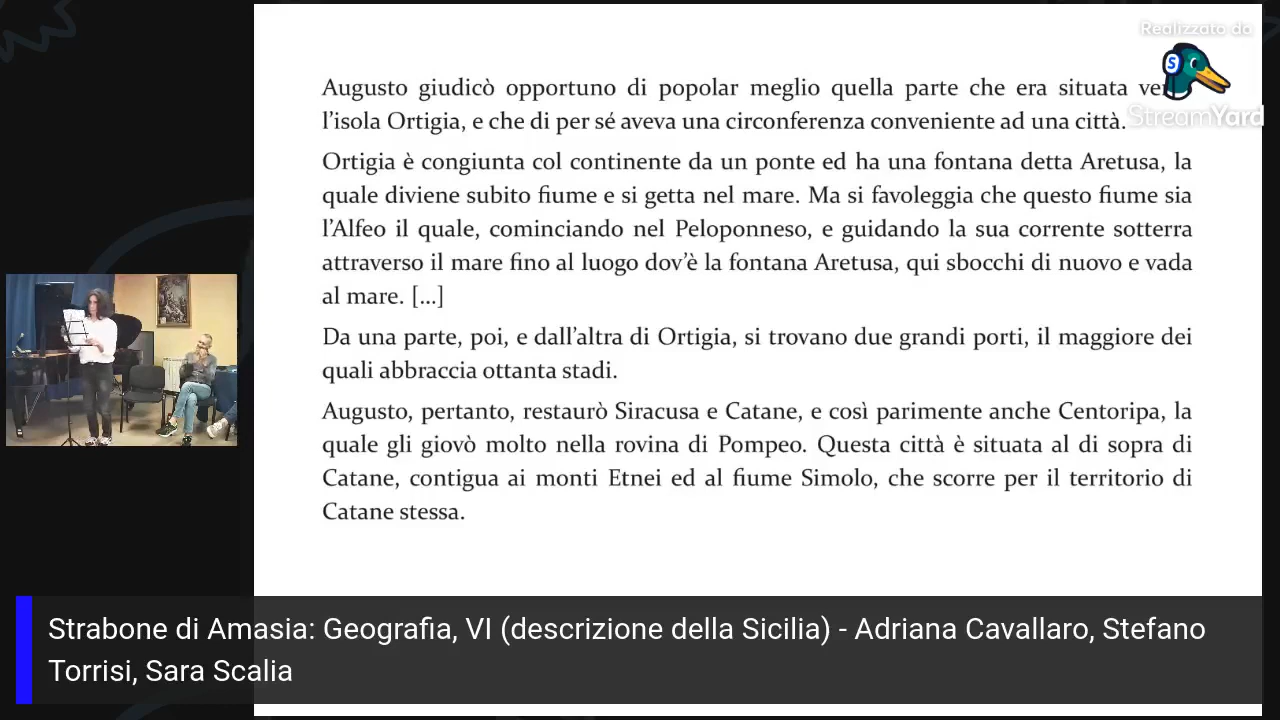 Realizzato da
StreamYard
Augusto giudicò opportuno di popolar meglio quella parte che era situata
l'isola Ortigia, e che di per sé aveva una circonferenza conveniente ad una città.
Ortigia è congiunta col continente da un ponte ed ha una fontana detta Aretusa, la
quale diviene subito fiume e si getta nel mare. Ma si favoleggia che questo fiume sia
l'Alfeo il quale, cominciando nel Peloponneso, e guidando la sua corrente sotterra
attraverso il mare fino al luogo dov'è la fontana Aretusa, qui sbocchi di nuovo e vada
al mare. [...]
Da una parte, poi, e dall'altra di Ortigia, si trovano due grandi porti, il maggiore dei
quali abbraccia ottanta stadi.
Augusto, pertanto, restaurò Siracusa e Catane, e così parimente anche Centoripa, la
quale gli giovò molto nella rovina di Pompeo. Questa città è situata al di sopra di
Catane, contigua ai monti Etnei ed al fiume Simolo, che scorre per il territorio di
Catane stessa.
Strabone di Amasia: Geografia, VI (descrizione della Sicilia) - Adriana Cavallaro, Stefano
Torrisi, Sara Scalia